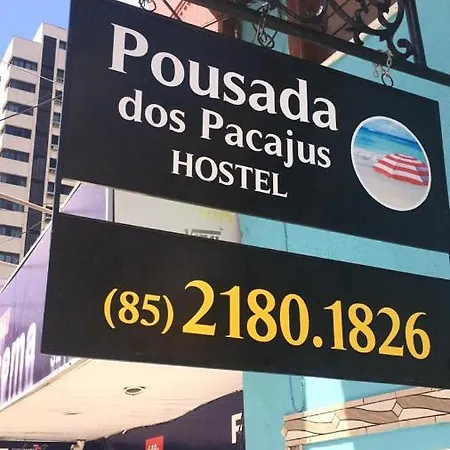 Pousada
dos Pacajus
HOSTEL
(85) 2180.1826